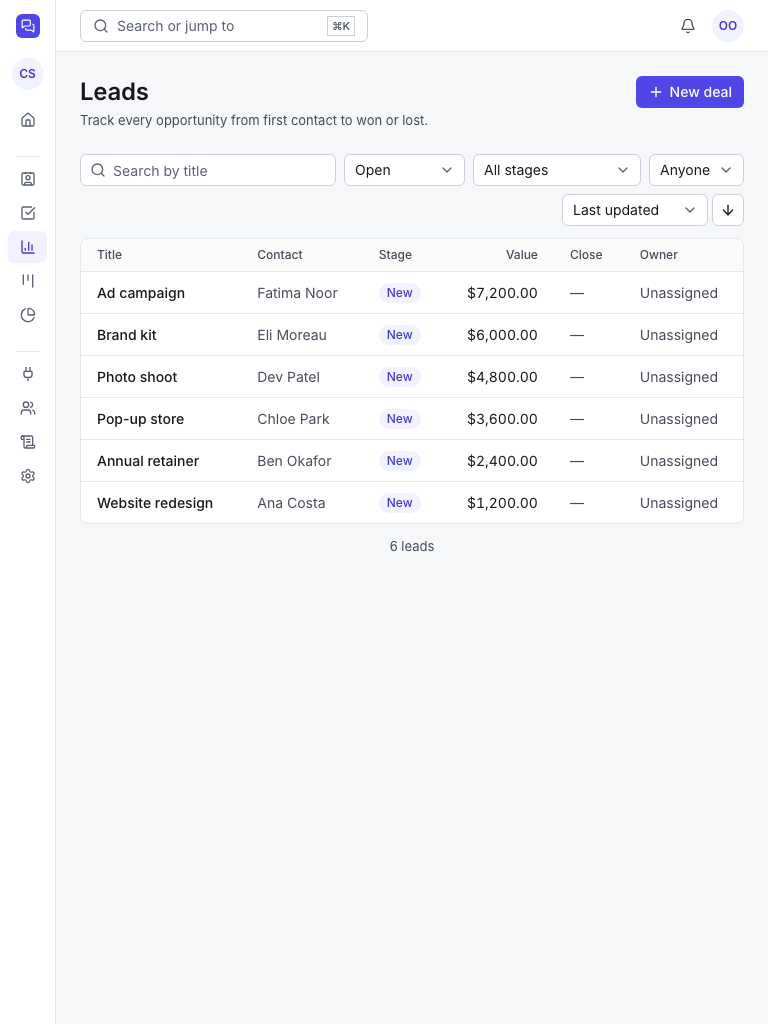 Search or jump to ⌘K
OO
CS
Leads
New deal
Track every opportunity from first contact to won or lost.
Search by title Open All stages Anyone
Last updated
Title Contact Stage Value Close Owner
Ad campaign Fatima Noor New $7,200.00 — Unassigned
Brand kit Eli Moreau New $6,000.00 — Unassigned
Photo shoot Dev Patel New $4,800.00 — Unassigned
Pop-up store Chloe Park New $3,600.00 — Unassigned
Annual retainer Ben Okafor New $2,400.00 — Unassigned
Website redesign Ana Costa New $1,200.00 — Unassigned
6 leads